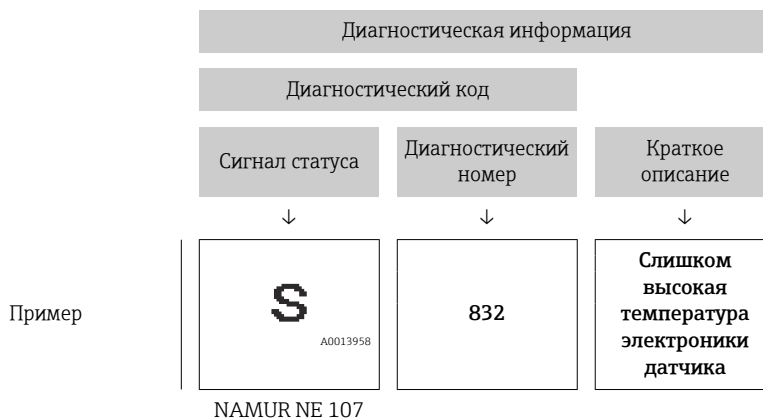 Диагностическая информация
Диагностический код
Сигнал статуса
Диагностический
номер
Краткое
описание
↓ ↓ ↓
Пример
S
A0013958
832
Слишком
высокая
температура
электроники
датчика
NAMUR NE 107